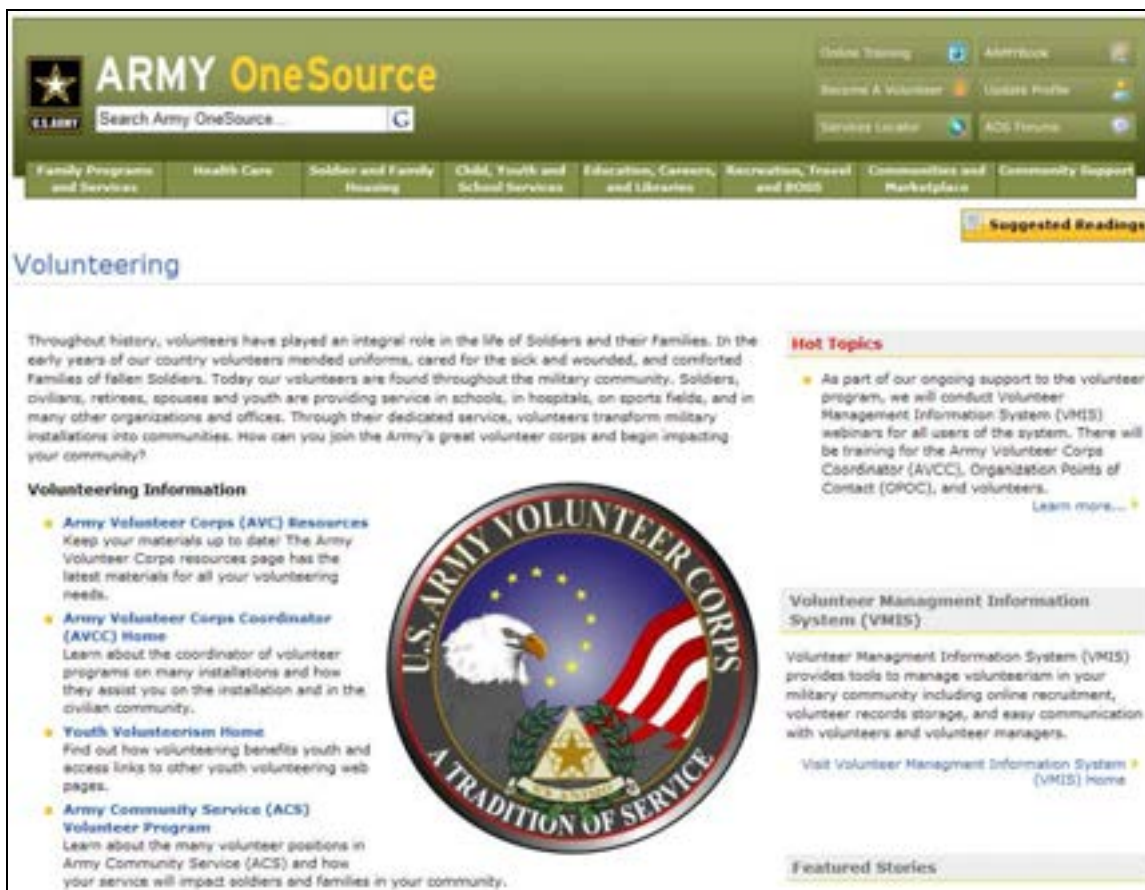 ARMY OneSource
U.S.ARMY
Search Army OneSource...
G
Online Training
Become A Volunteer
Services Locator
Update Profile
AOS Forums
Family Programs
and Services
Health Care
Soldier and Family
Housing
Child, Youth and
School Services
Education, Careers,
and Libraries
Recreation, Travel
and BOSS
Communities and
Marketplace
Community Support
Suggested Readings
Volunteering
Throughout history, volunteers have played an integral role in the life of Soldiers and their Families. In the
early years of our country volunteers mended uniforms, cared for the sick and wounded, and comforted
Families of fallen Soldiers. Today our volunteers are found throughout the military community. Soldiers,
civilians, retirees, spouses and youth are providing service in schools, in hospitals, on sports fields, and in
many other organizations and offices. Through their dedicated service, volunteers transform military
installations into communities. How can you join the Army's great volunteer corps and begin impacting
your community?
Volunteering Information
Army Volunteer Corps (AVC) Resources
Keep your materials up to date! The Army
Volunteer Corps resources page has the
latest materials for all your volunteering
needs.
Army Volunteer Corps Coordinator
(AVCC) Home
Learn about the coordinator of volunteer
programs on many installations and how
they assist you on the installation and in the
civilian community.
Youth Volunteerism Home
Find out how volunteering benefits youth and
access links to other youth volunteering web
pages.
Army Community Service (ACS)
Volunteer Program
Learn about the many volunteer positions in
Army Community Service (ACS) and how
your service will impact soldiers and families in your community.
U.S. ARMY VOLUNTEER CORPS
A TRADITION OF SERVICE
Hot Topics
As part of our ongoing support to the volunteer
program, we will conduct Volunteer
Management Information System (VMIS)
webinars for all users of the system. There will
be training for the Army Volunteer Corps
Coordinator (AVCC), Organization Points of
Contact (OPOC), and volunteers.
Learn more...
Volunteer Managment Information
System (VMIS)
Volunteer Managment Information System (VMIS)
provides tools to manage volunteerism in your
military community including online recruitment,
volunteer records storage, and easy communication
with volunteers and volunteer managers.
Visit Volunteer Managment Information System
(VMIS) Home
Featured Stories